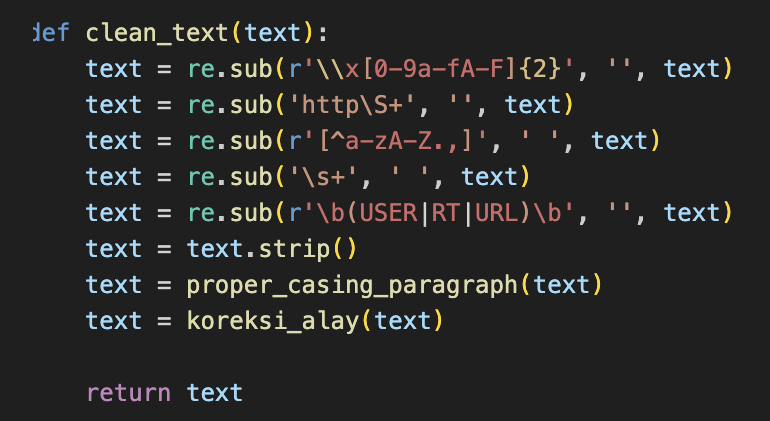 def clean_text(text):
    text = re.sub(r'\\x[0-9a-fA-F]{2}', '', text)
    text = re.sub('http\S+', '', text)
    text = re.sub(r'[^a-zA-Z.,]', ' ', text)
    text = re.sub('\s+', ' ', text)
    text = re.sub(r'\b(USER|RT|URL)\b', '', text)
    text = text.strip()
    text = proper_casing_paragraph(text)
    text = koreksi_alay(text)
    return text